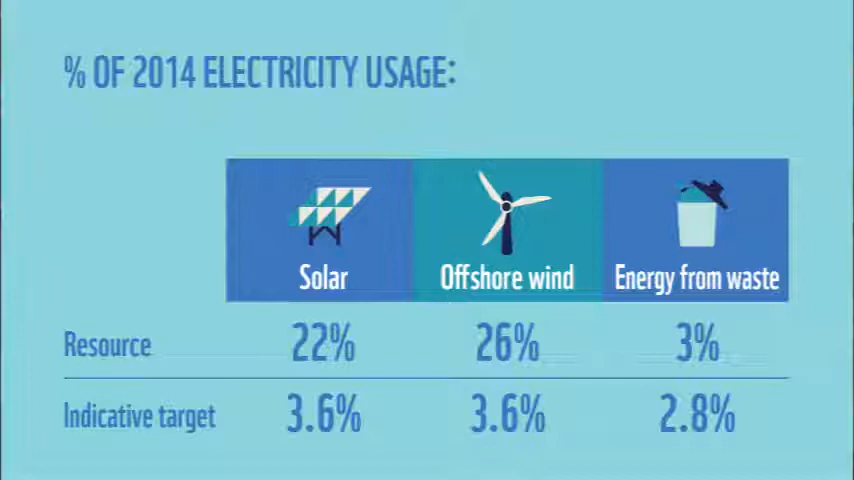 % OF 2014 ELECTRICITY USAGE:
Solar Offshore wind Energy from waste
Resource 22% 26% 3%
Indicative target 3.6% 3.6% 2.8%